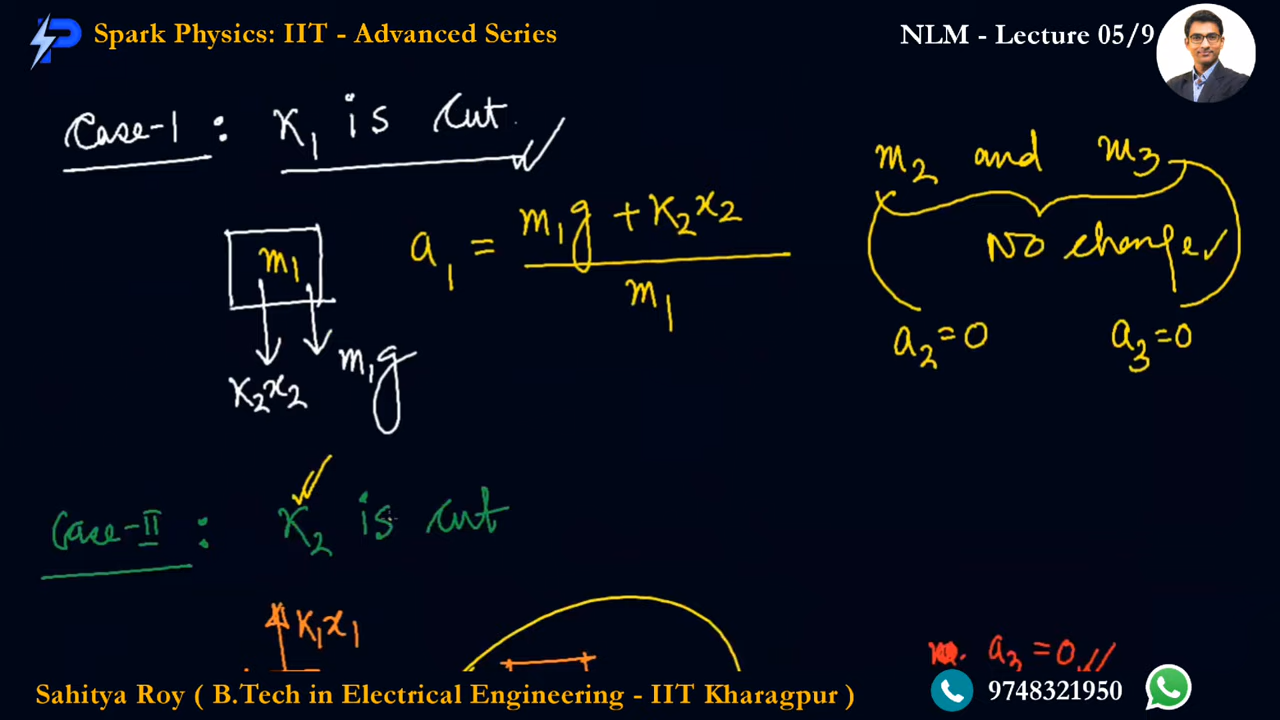 Spark Physics: IIT - Advanced Series
NLM - Lecture 05/9
Case-I : K₁ is cut
m₂ and m₃
No change
a₂ = 0
a₃ = 0
m₁
a₁ = (m₁g + K₂x₂) / m₁
K₂x₂
m₁g
Case-II : K₂ is cut
K₁x₁
a₃ = 0
Sahitya Roy ( B.Tech in Electrical Engineering - IIT Kharagpur )
9748321950